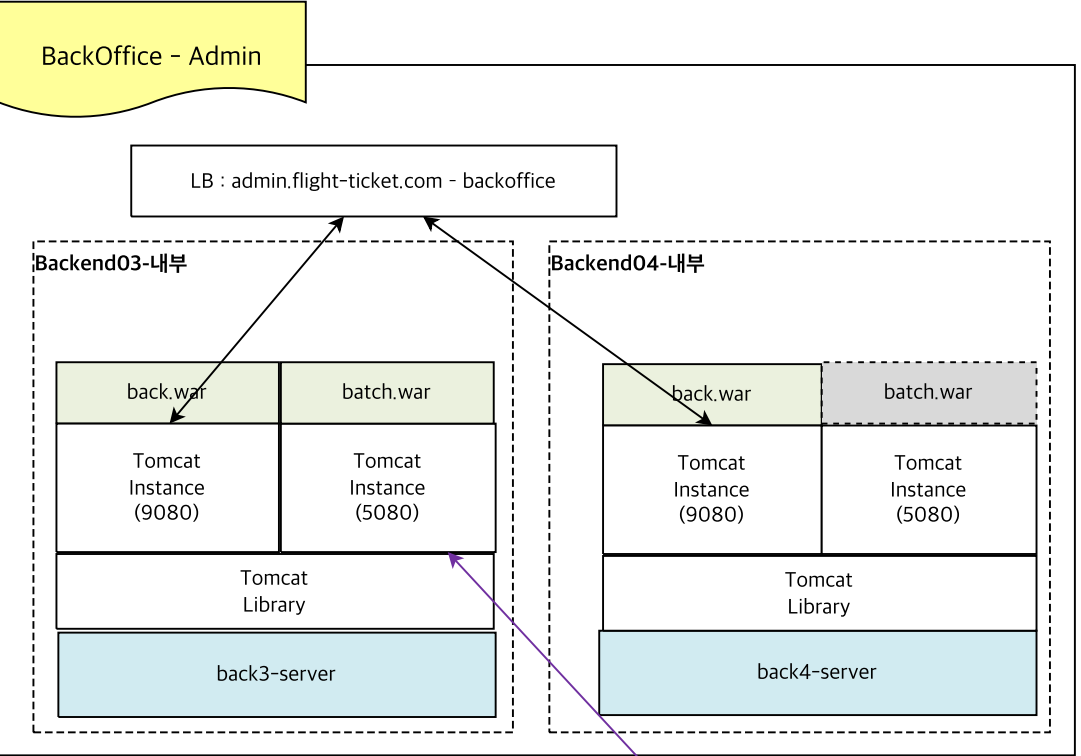 BackOffice - Admin
LB : admin.flight-ticket.com - backoffice
Backend03-내부
back.war
batch.war
Tomcat
Instance
(9080)
Tomcat
Instance
(5080)
Tomcat
Library
back3-server
Backend04-내부
back.war
batch.war
Tomcat
Instance
(9080)
Tomcat
Instance
(5080)
Tomcat
Library
back4-server